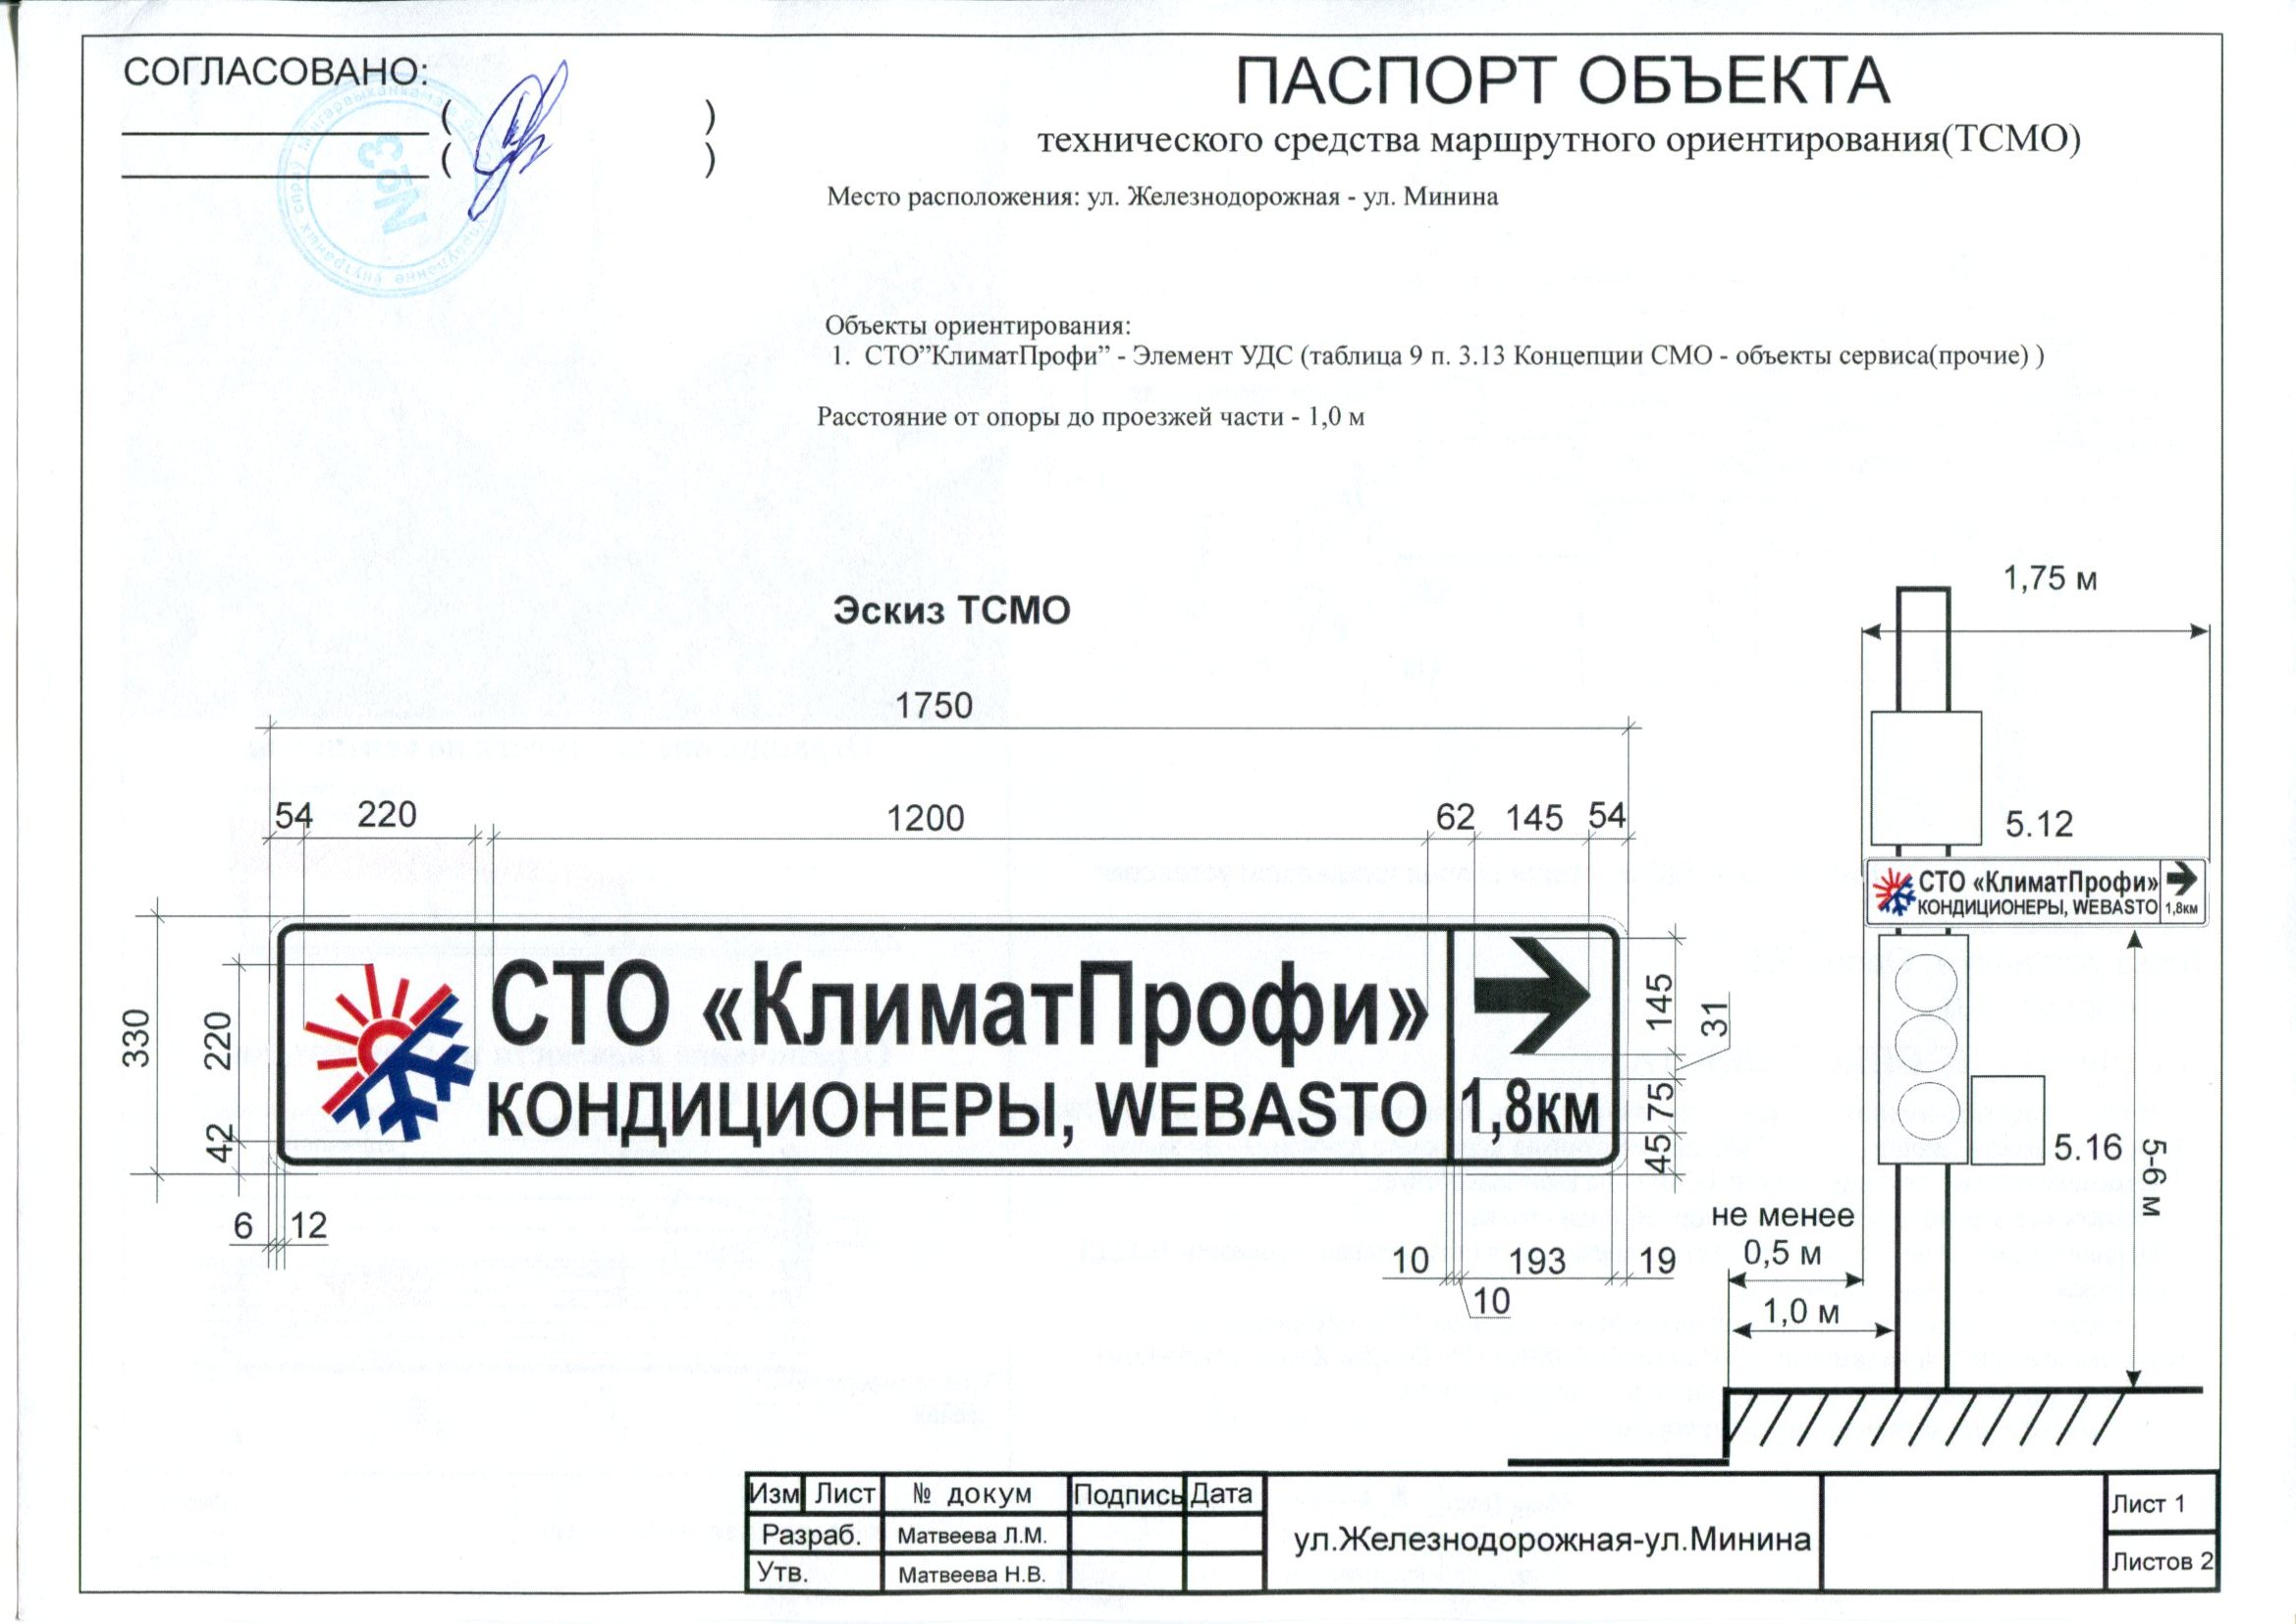 СОГЛАСОВАНО:
( )
( )
№3
ПАСПОРТ ОБЪЕКТА
технического средства маршрутного ориентирования(ТСМО)
Место расположения: ул. Железнодорожная - ул. Минина
Объекты ориентирования:
1. СТО”КлиматПрофи” - Элемент УДС (таблица 9 п. 3.13 Концепции СМО - объекты сервиса(прочие) )
Расстояние от опоры до проезжей части - 1,0 м
Эскиз ТСМО
1750
54 220 1200 62 145 54
330
220
42
СТО «КлиматПрофи»
КОНДИЦИОНЕРЫ, WEBASTO
1,8км
145
31
75
45
6 12
10 193 19
10
1,75 м
5.12
СТО «КлиматПрофи»
КОНДИЦИОНЕРЫ, WEBASTO
1,8км
5.16
5-6 м
не менее
0,5 м
1,0 м
Изм Лист № докум Подпись Дата
Разраб. Матвеева Л.М.
Утв. Матвеева Н.В.
ул.Железнодорожная-ул.Минина
Лист 1
Листов 2